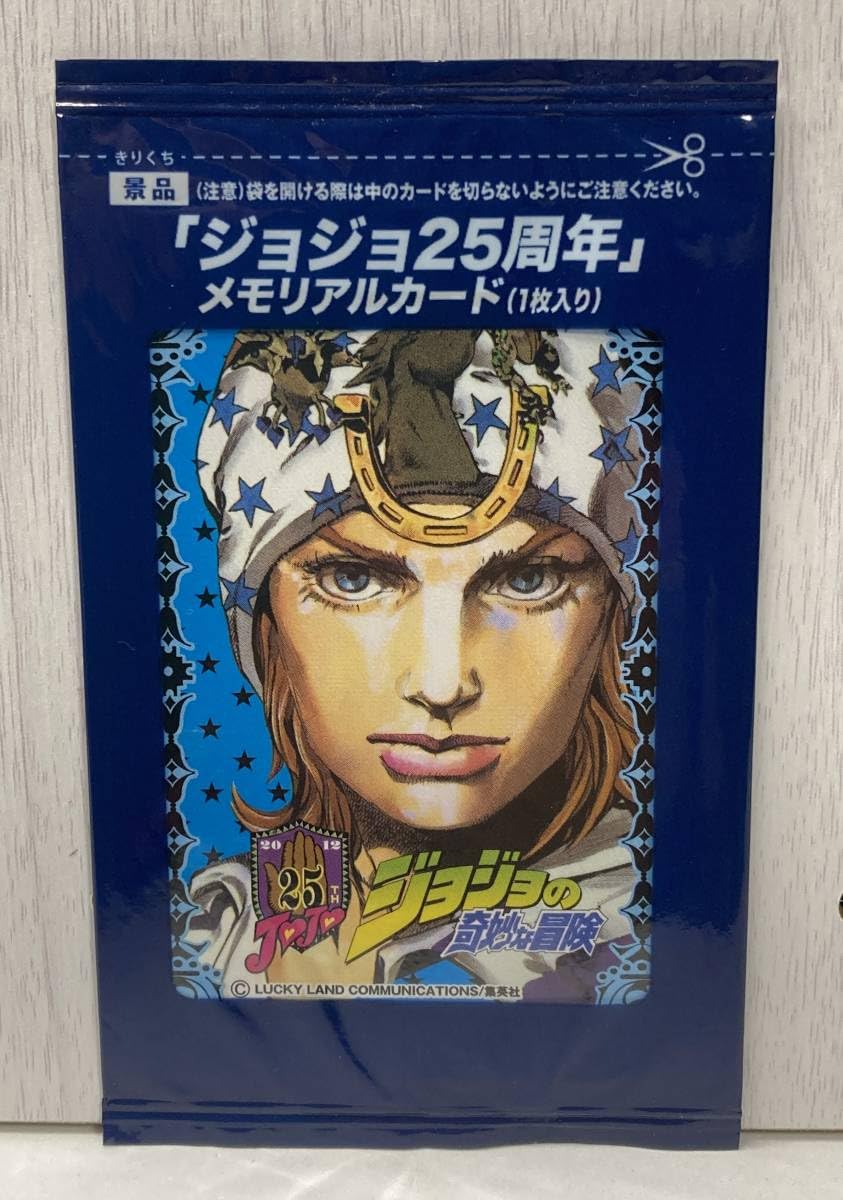 きりくち
景品 (注意)袋を開ける際は中のカードを切らないようにご注意ください。
「ジョジョ25周年」
メモリアルカード(1枚入り)
2012
25TH
JoJo
ジョジョの
奇妙な冒険
© LUCKY LAND COMMUNICATIONS/集英社